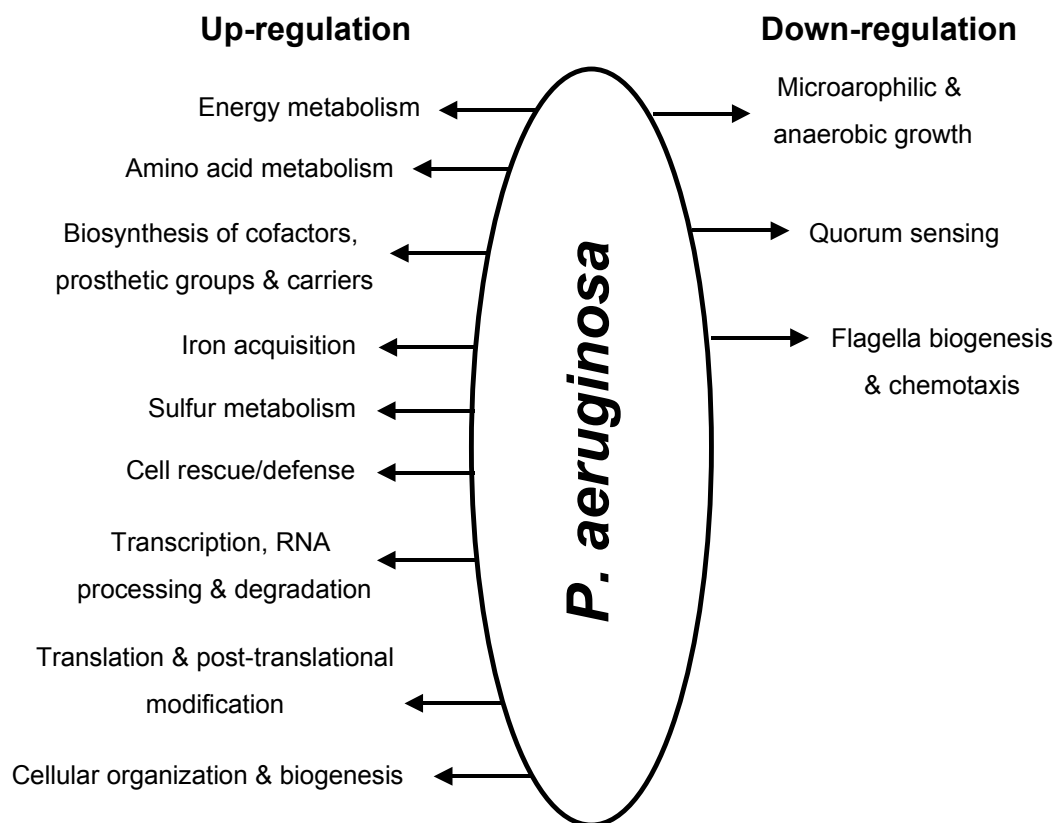 Up-regulation
Energy metabolism
Amino acid metabolism
Biosynthesis of cofactors,
prosthetic groups & carriers
Iron acquisition
Sulfur metabolism
Cell rescue/defense
Transcription, RNA
processing & degradation
Translation & post-translational
modification
Cellular organization & biogenesis
P. aeruginosa
Down-regulation
Microarophilic &
anaerobic growth
Quorum sensing
Flagella biogenesis
& chemotaxis